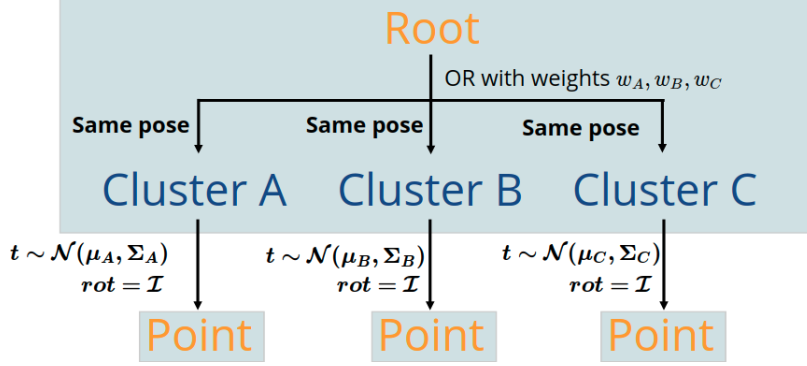 Root
OR with weights w_A, w_B, w_C
Same pose
Same pose
Same pose
Cluster A
Cluster B
Cluster C
t ∼ 𝒩(μ_A, Σ_A)
rot = ℐ
t ∼ 𝒩(μ_B, Σ_B)
rot = ℐ
t ∼ 𝒩(μ_C, Σ_C)
rot = ℐ
Point
Point
Point